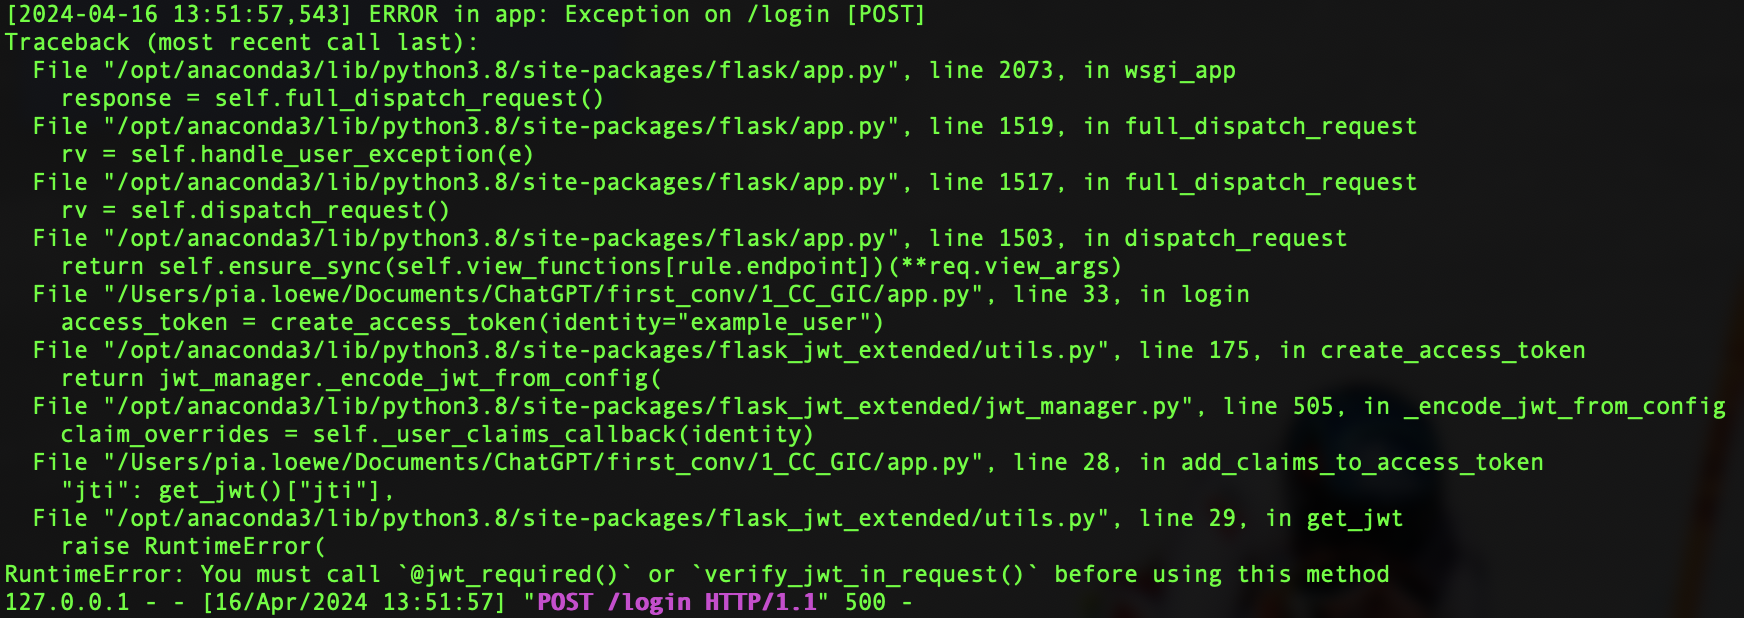 [2024-04-16 13:51:57,543] ERROR in app: Exception on /login [POST]
Traceback (most recent call last):
  File "/opt/anaconda3/lib/python3.8/site-packages/flask/app.py", line 2073, in wsgi_app
    response = self.full_dispatch_request()
  File "/opt/anaconda3/lib/python3.8/site-packages/flask/app.py", line 1519, in full_dispatch_request
    rv = self.handle_user_exception(e)
  File "/opt/anaconda3/lib/python3.8/site-packages/flask/app.py", line 1517, in full_dispatch_request
    rv = self.dispatch_request()
  File "/opt/anaconda3/lib/python3.8/site-packages/flask/app.py", line 1503, in dispatch_request
    return self.ensure_sync(self.view_functions[rule.endpoint])(**req.view_args)
  File "/Users/pia.loewe/Documents/ChatGPT/first_conv/1_CC_GIC/app.py", line 33, in login
    access_token = create_access_token(identity="example_user")
  File "/opt/anaconda3/lib/python3.8/site-packages/flask_jwt_extended/utils.py", line 175, in create_access_token
    return jwt_manager._encode_jwt_from_config(
  File "/opt/anaconda3/lib/python3.8/site-packages/flask_jwt_extended/jwt_manager.py", line 505, in _encode_jwt_from_config
    claim_overrides = self._user_claims_callback(identity)
  File "/Users/pia.loewe/Documents/ChatGPT/first_conv/1_CC_GIC/app.py", line 28, in add_claims_to_access_token
    "jti": get_jwt()["jti"],
  File "/opt/anaconda3/lib/python3.8/site-packages/flask_jwt_extended/utils.py", line 29, in get_jwt
    raise RuntimeError(
RuntimeError: You must call `@jwt_required()` or `verify_jwt_in_request()` before using this method
127.0.0.1 - - [16/Apr/2024 13:51:57] "POST /login HTTP/1.1" 500 -